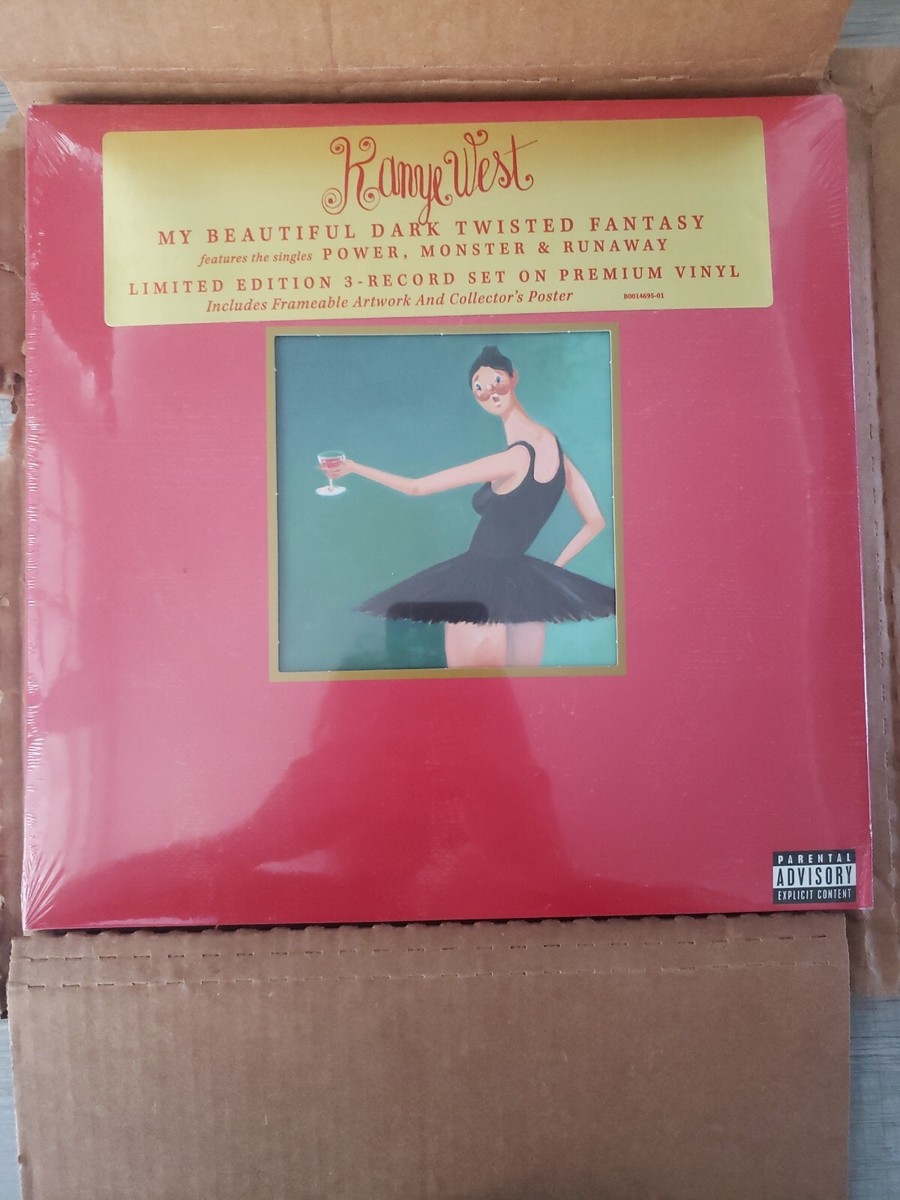 Kanye West
MY BEAUTIFUL DARK TWISTED FANTASY
features the singles POWER, MONSTER & RUNAWAY
LIMITED EDITION 3-RECORD SET ON PREMIUM VINYL
Includes Frameable Artwork And Collector's Poster B0014695-01
PARENTAL
ADVISORY
EXPLICIT CONTENT